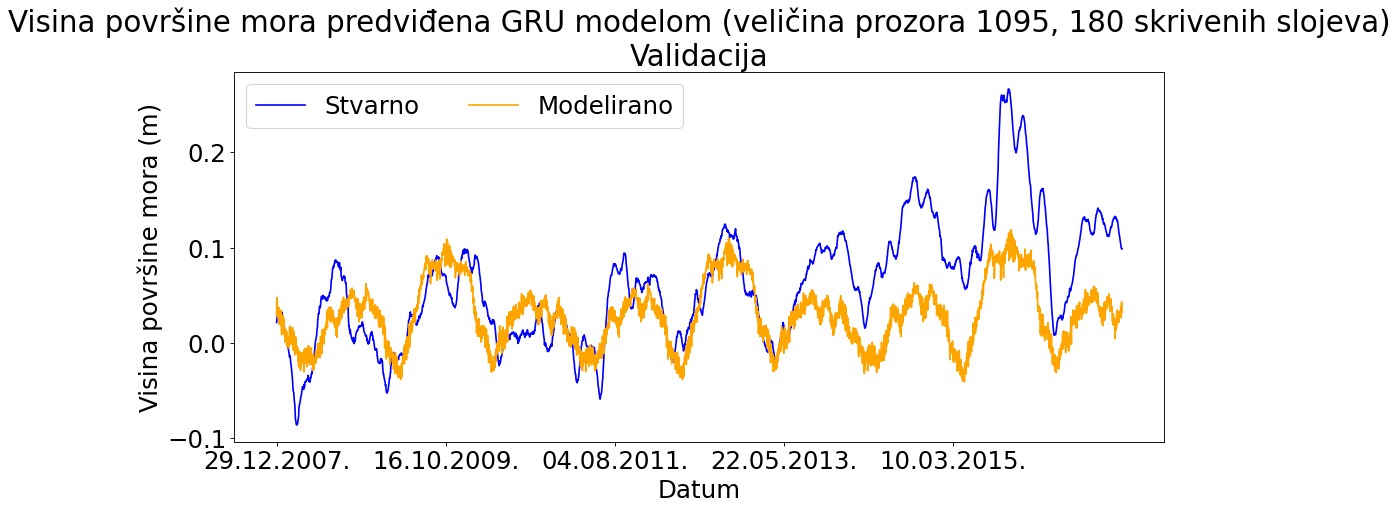 Visina površine mora predviđena GRU modelom (veličina prozora 1095, 180 skrivenih slojeva)
Validacija
Stvarno
Modelirano
Visina površine mora (m)
0.2
0.1
0.0
−0.1
29.12.2007.
16.10.2009.
04.08.2011.
22.05.2013.
10.03.2015.
Datum